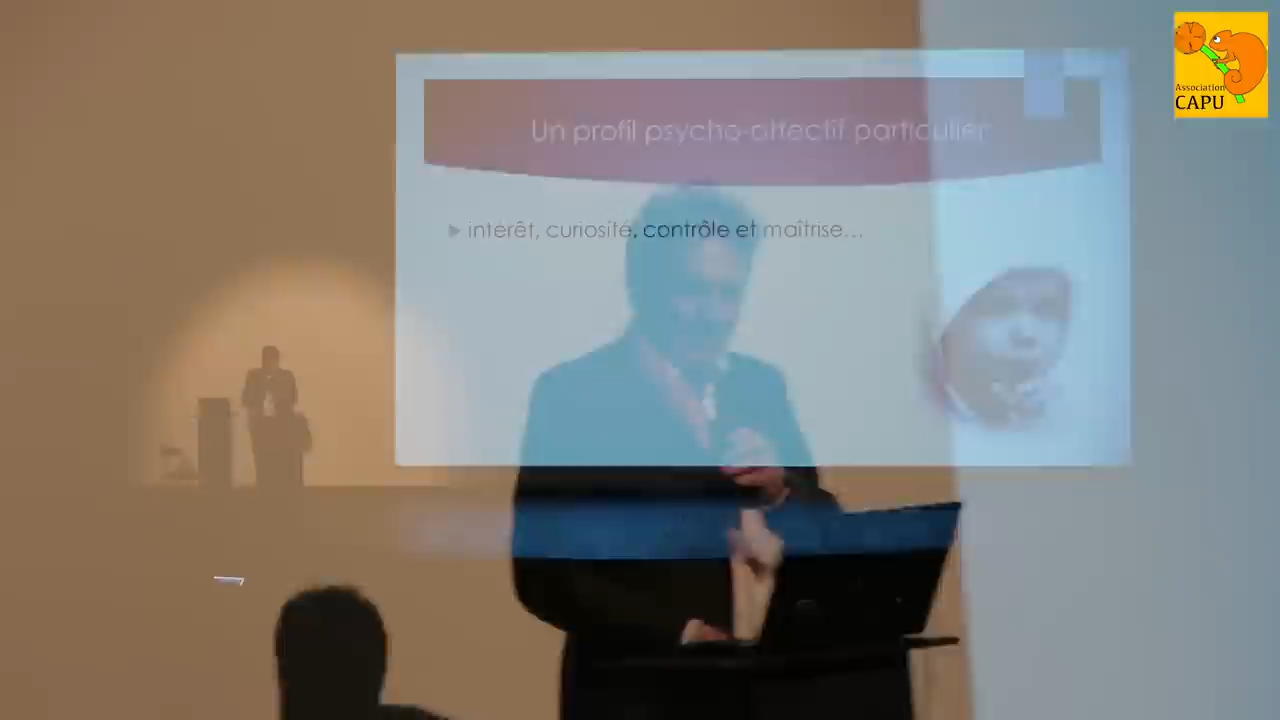 Association
CAPU
Un profil psycho-affectif particulier
intérêt, curiosité, contrôle et maîtrise...